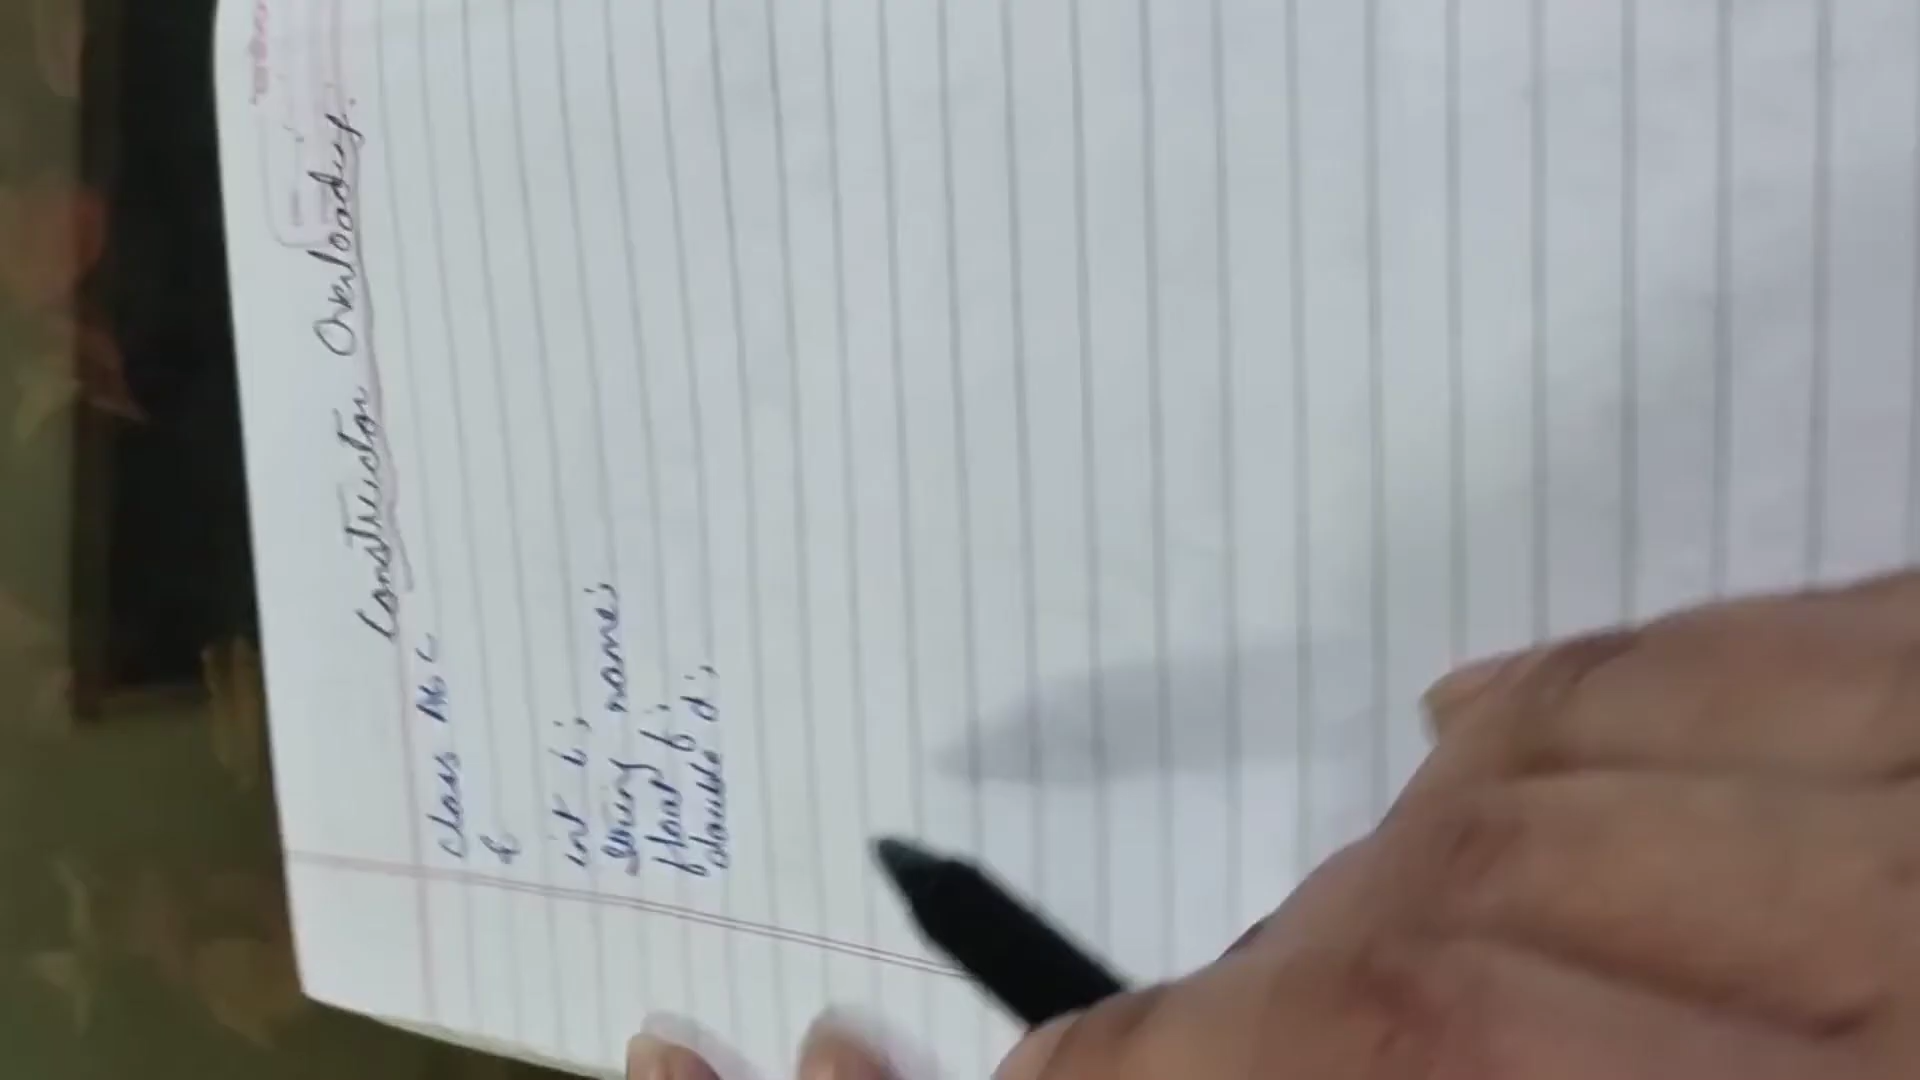 Constructor Overloading.
class Abc
{
int i;
String name;
float f;
double d;